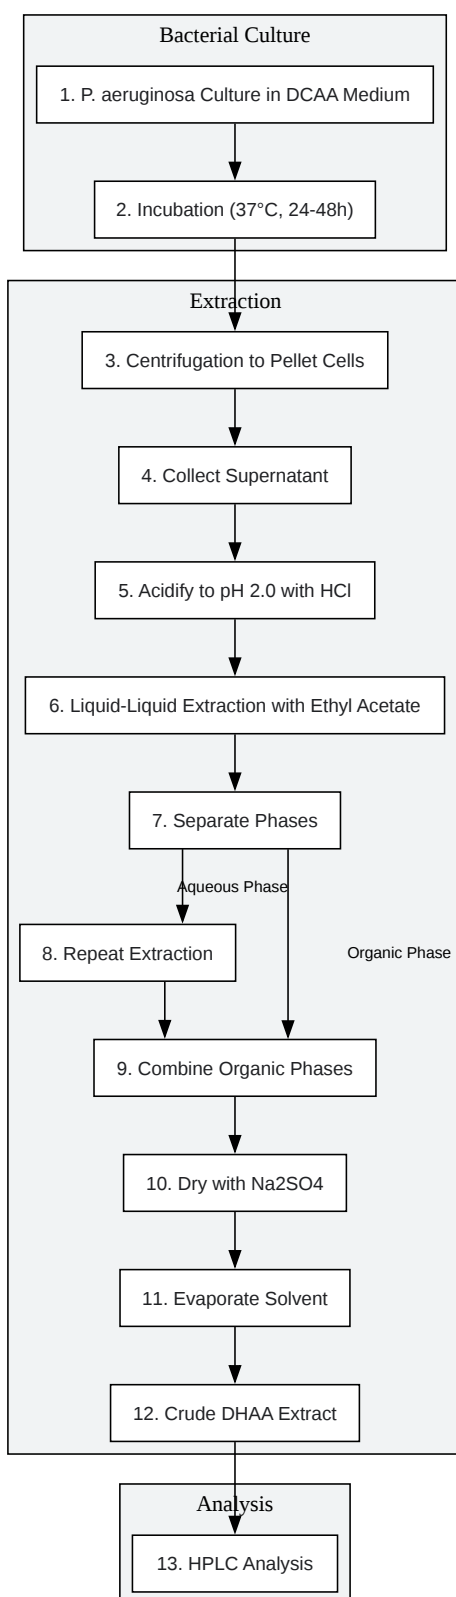 Bacterial Culture
1. P. aeruginosa Culture in DCAA Medium
2. Incubation (37°C, 24-48h)
Extraction
3. Centrifugation to Pellet Cells
4. Collect Supernatant
5. Acidify to pH 2.0 with HCl
6. Liquid-Liquid Extraction with Ethyl Acetate
7. Separate Phases
Aqueous Phase
8. Repeat Extraction
Organic Phase
9. Combine Organic Phases
10. Dry with Na2SO4
11. Evaporate Solvent
12. Crude DHAA Extract
Analysis
13. HPLC Analysis